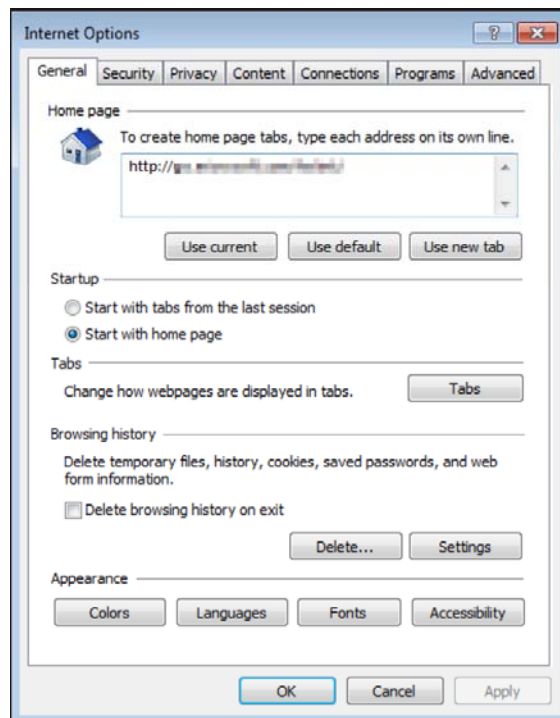 Internet Options
General Security Privacy Content Connections Programs Advanced
Home page
To create home page tabs, type each address on its own line.
http://
Use current Use default Use new tab
Startup
Start with tabs from the last session
Start with home page
Tabs
Change how webpages are displayed in tabs. Tabs
Browsing history
Delete temporary files, history, cookies, saved passwords, and web
form information.
Delete browsing history on exit
Delete... Settings
Appearance
Colors Languages Fonts Accessibility
OK Cancel Apply